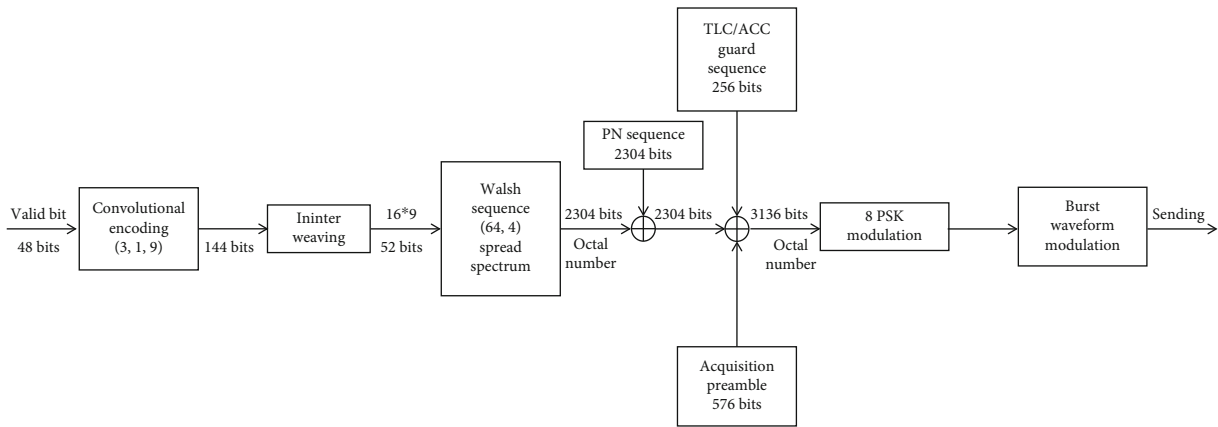 TLC/ACC
guard
sequence
256 bits
PN sequence
2304 bits
Valid bit
48 bits
Convolutional
encoding
(3, 1, 9)
144 bits
Ininter
weaving
16*9
52 bits
Walsh
sequence
(64, 4)
spread
spectrum
2304 bits
Octal
number
2304 bits
3136 bits
Octal
number
8 PSK
modulation
Burst
waveform
modulation
Sending
Acquisition
preamble
576 bits